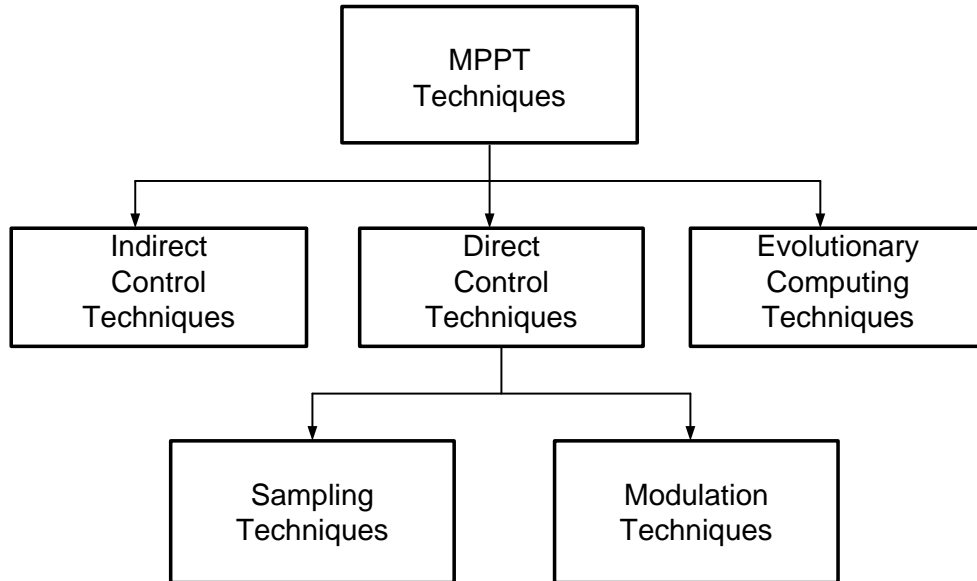 MPPT
Techniques
Indirect
Control
Techniques
Direct
Control
Techniques
Evolutionary
Computing
Techniques
Sampling
Techniques
Modulation
Techniques